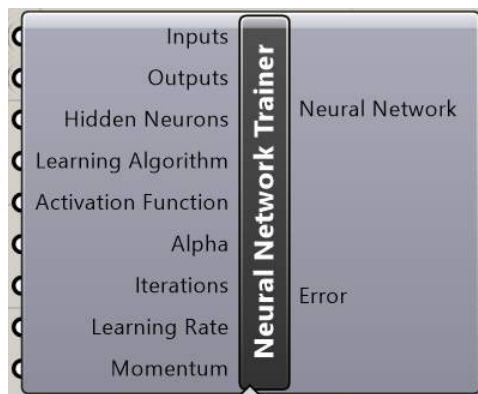 Inputs
Outputs
Hidden Neurons
Learning Algorithm
Activation Function
Alpha
Iterations
Learning Rate
Momentum
Neural Network Trainer
Neural Network
Error